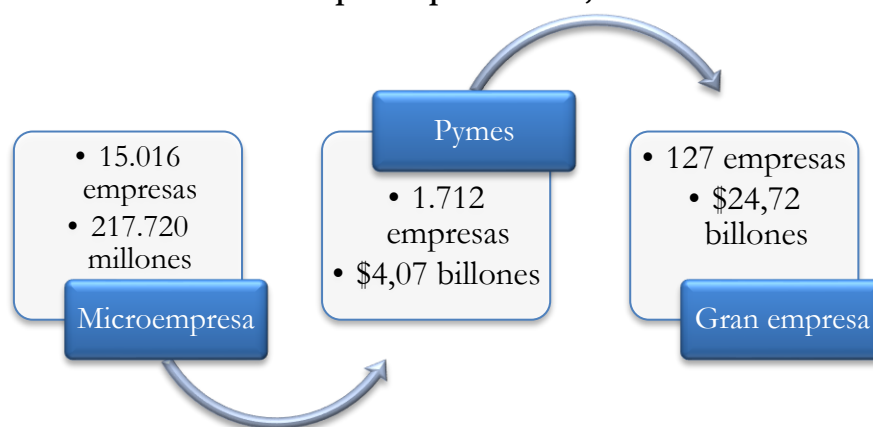 • 15.016
empresas
• 217.720
millones
Microempresa
Pymes
• 1.712
empresas
• $4,07 billones
• 127 empresas
• $24,72
billones
Gran empresa